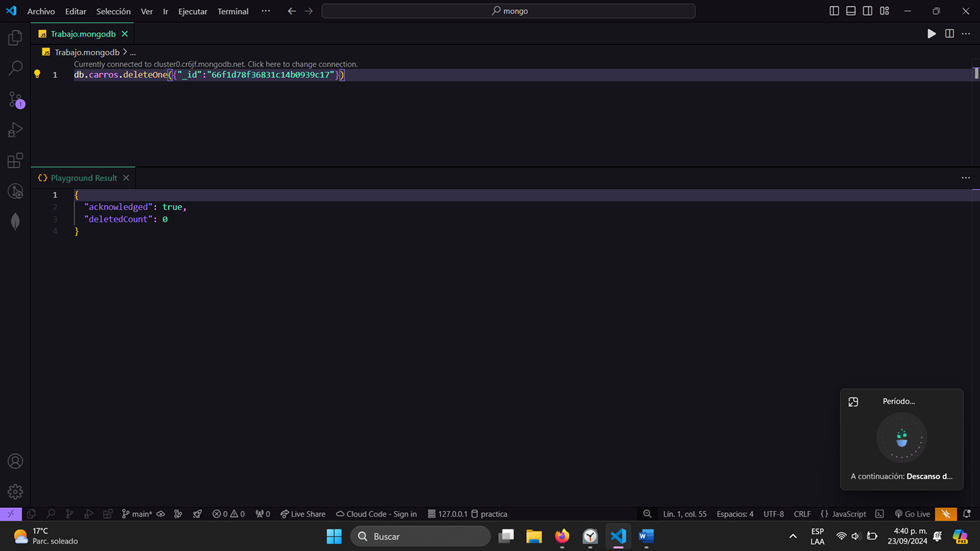 Archivo Editar Selección Ver Ir Ejecutar Terminal ··· mongo
Trabajo.mongodb
Trabajo.mongodb > ...
Currently connected to cluster0.cr6jf.mongodb.net. Click here to change connection.
1 db.carros.deleteOne({"_id":"66f1d78f36831c14b0939c17"})
1
{} Playground Result
1 {
2 "acknowledged": true,
3 "deletedCount": 0
4 }
Período...
A continuación: Descanso d...
main* 0 0 0 Live Share Cloud Code - Sign in 127.0.0.1 practica Lin. 1, col. 55 Espacios: 4 UTF-8 CRLF {} JavaScript Go Live
17°C
Parc. soleado
Buscar
ESP
LAA
4:40 p. m.
23/09/2024